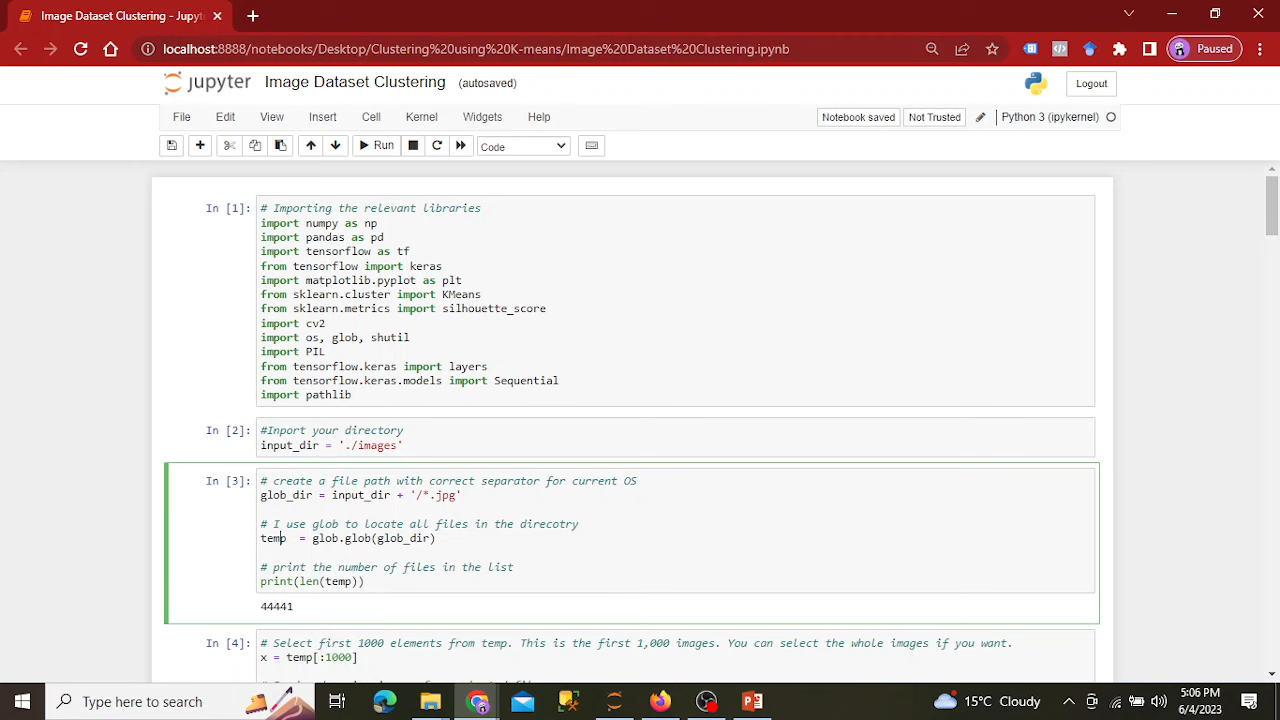 Image Dataset Clustering - Jupyte
localhost:8888/notebooks/Desktop/Clustering%20using%20K-means/Image%20Dataset%20Clustering.ipynb
Paused
jupyter Image Dataset Clustering (autosaved)
Logout
File Edit View Insert Cell Kernel Widgets Help
Notebook saved Not Trusted Python 3 (ipykernel)
Run Code
In [1]: # Importing the relevant libraries
import numpy as np
import pandas as pd
import tensorflow as tf
from tensorflow import keras
import matplotlib.pyplot as plt
from sklearn.cluster import KMeans
from sklearn.metrics import silhouette_score
import cv2
import os, glob, shutil
import PIL
from tensorflow.keras import layers
from tensorflow.keras.models import Sequential
import pathlib
In [2]: #Inport your directory
input_dir = './images'
In [3]: # create a file path with correct separator for current OS
glob_dir = input_dir + '/*.jpg'
# I use glob to locate all files in the direcotry
temp = glob.glob(glob_dir)
# print the number of files in the list
print(len(temp))
44441
In [4]: # Select first 1000 elements from temp. This is the first 1,000 images. You can select the whole images if you want.
x = temp[:1000]
Type here to search
15°C Cloudy
5:06 PM
6/4/2023